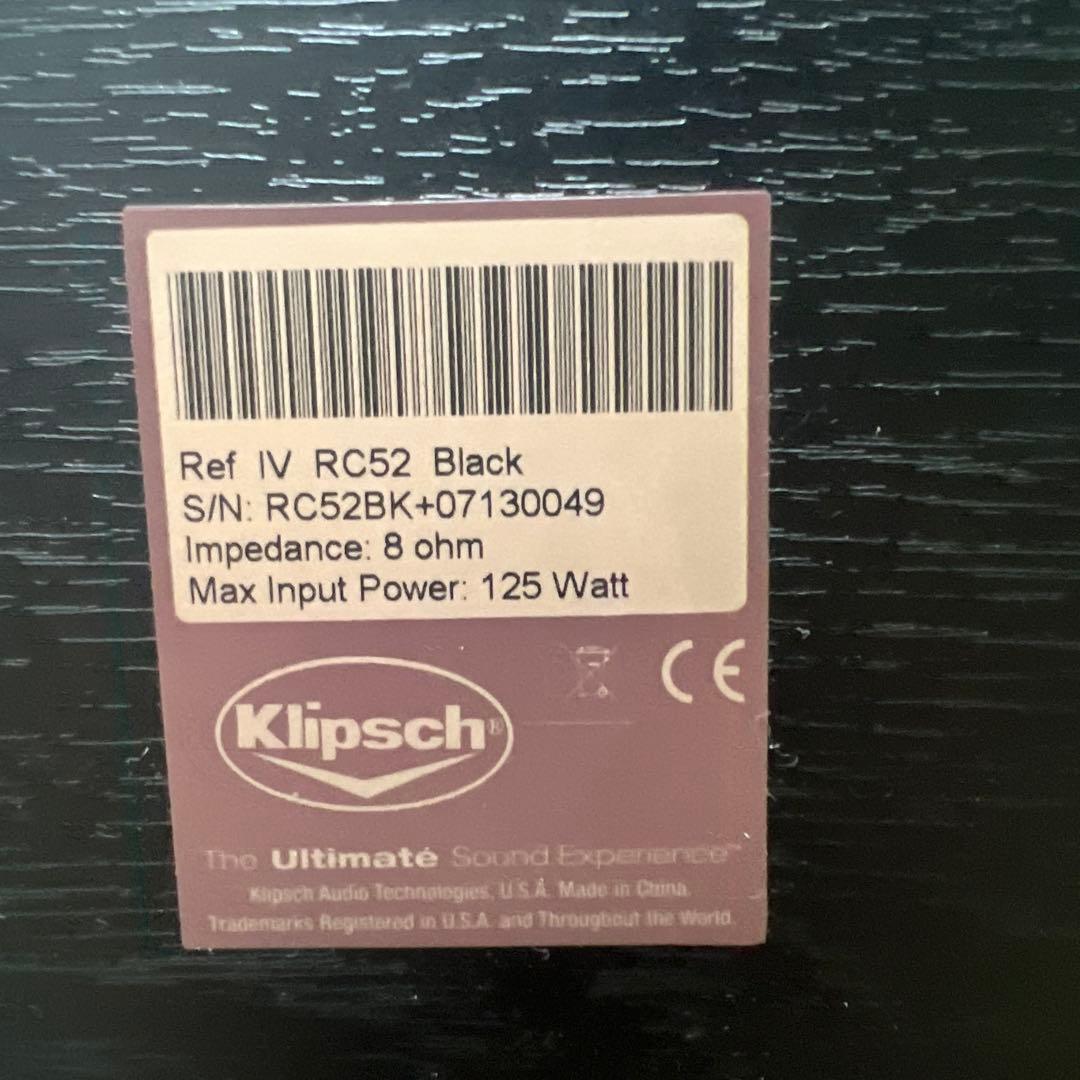 Ref IV RC52 Black
S/N: RC52BK+07130049
Impedance: 8 ohm
Max Input Power: 125 Watt
CE
Klipsch®
The Ultimate Sound Experience™
Klipsch Audio Technologies, U.S.A. Made in China.
Trademarks Registered in U.S.A. and Throughout the World.